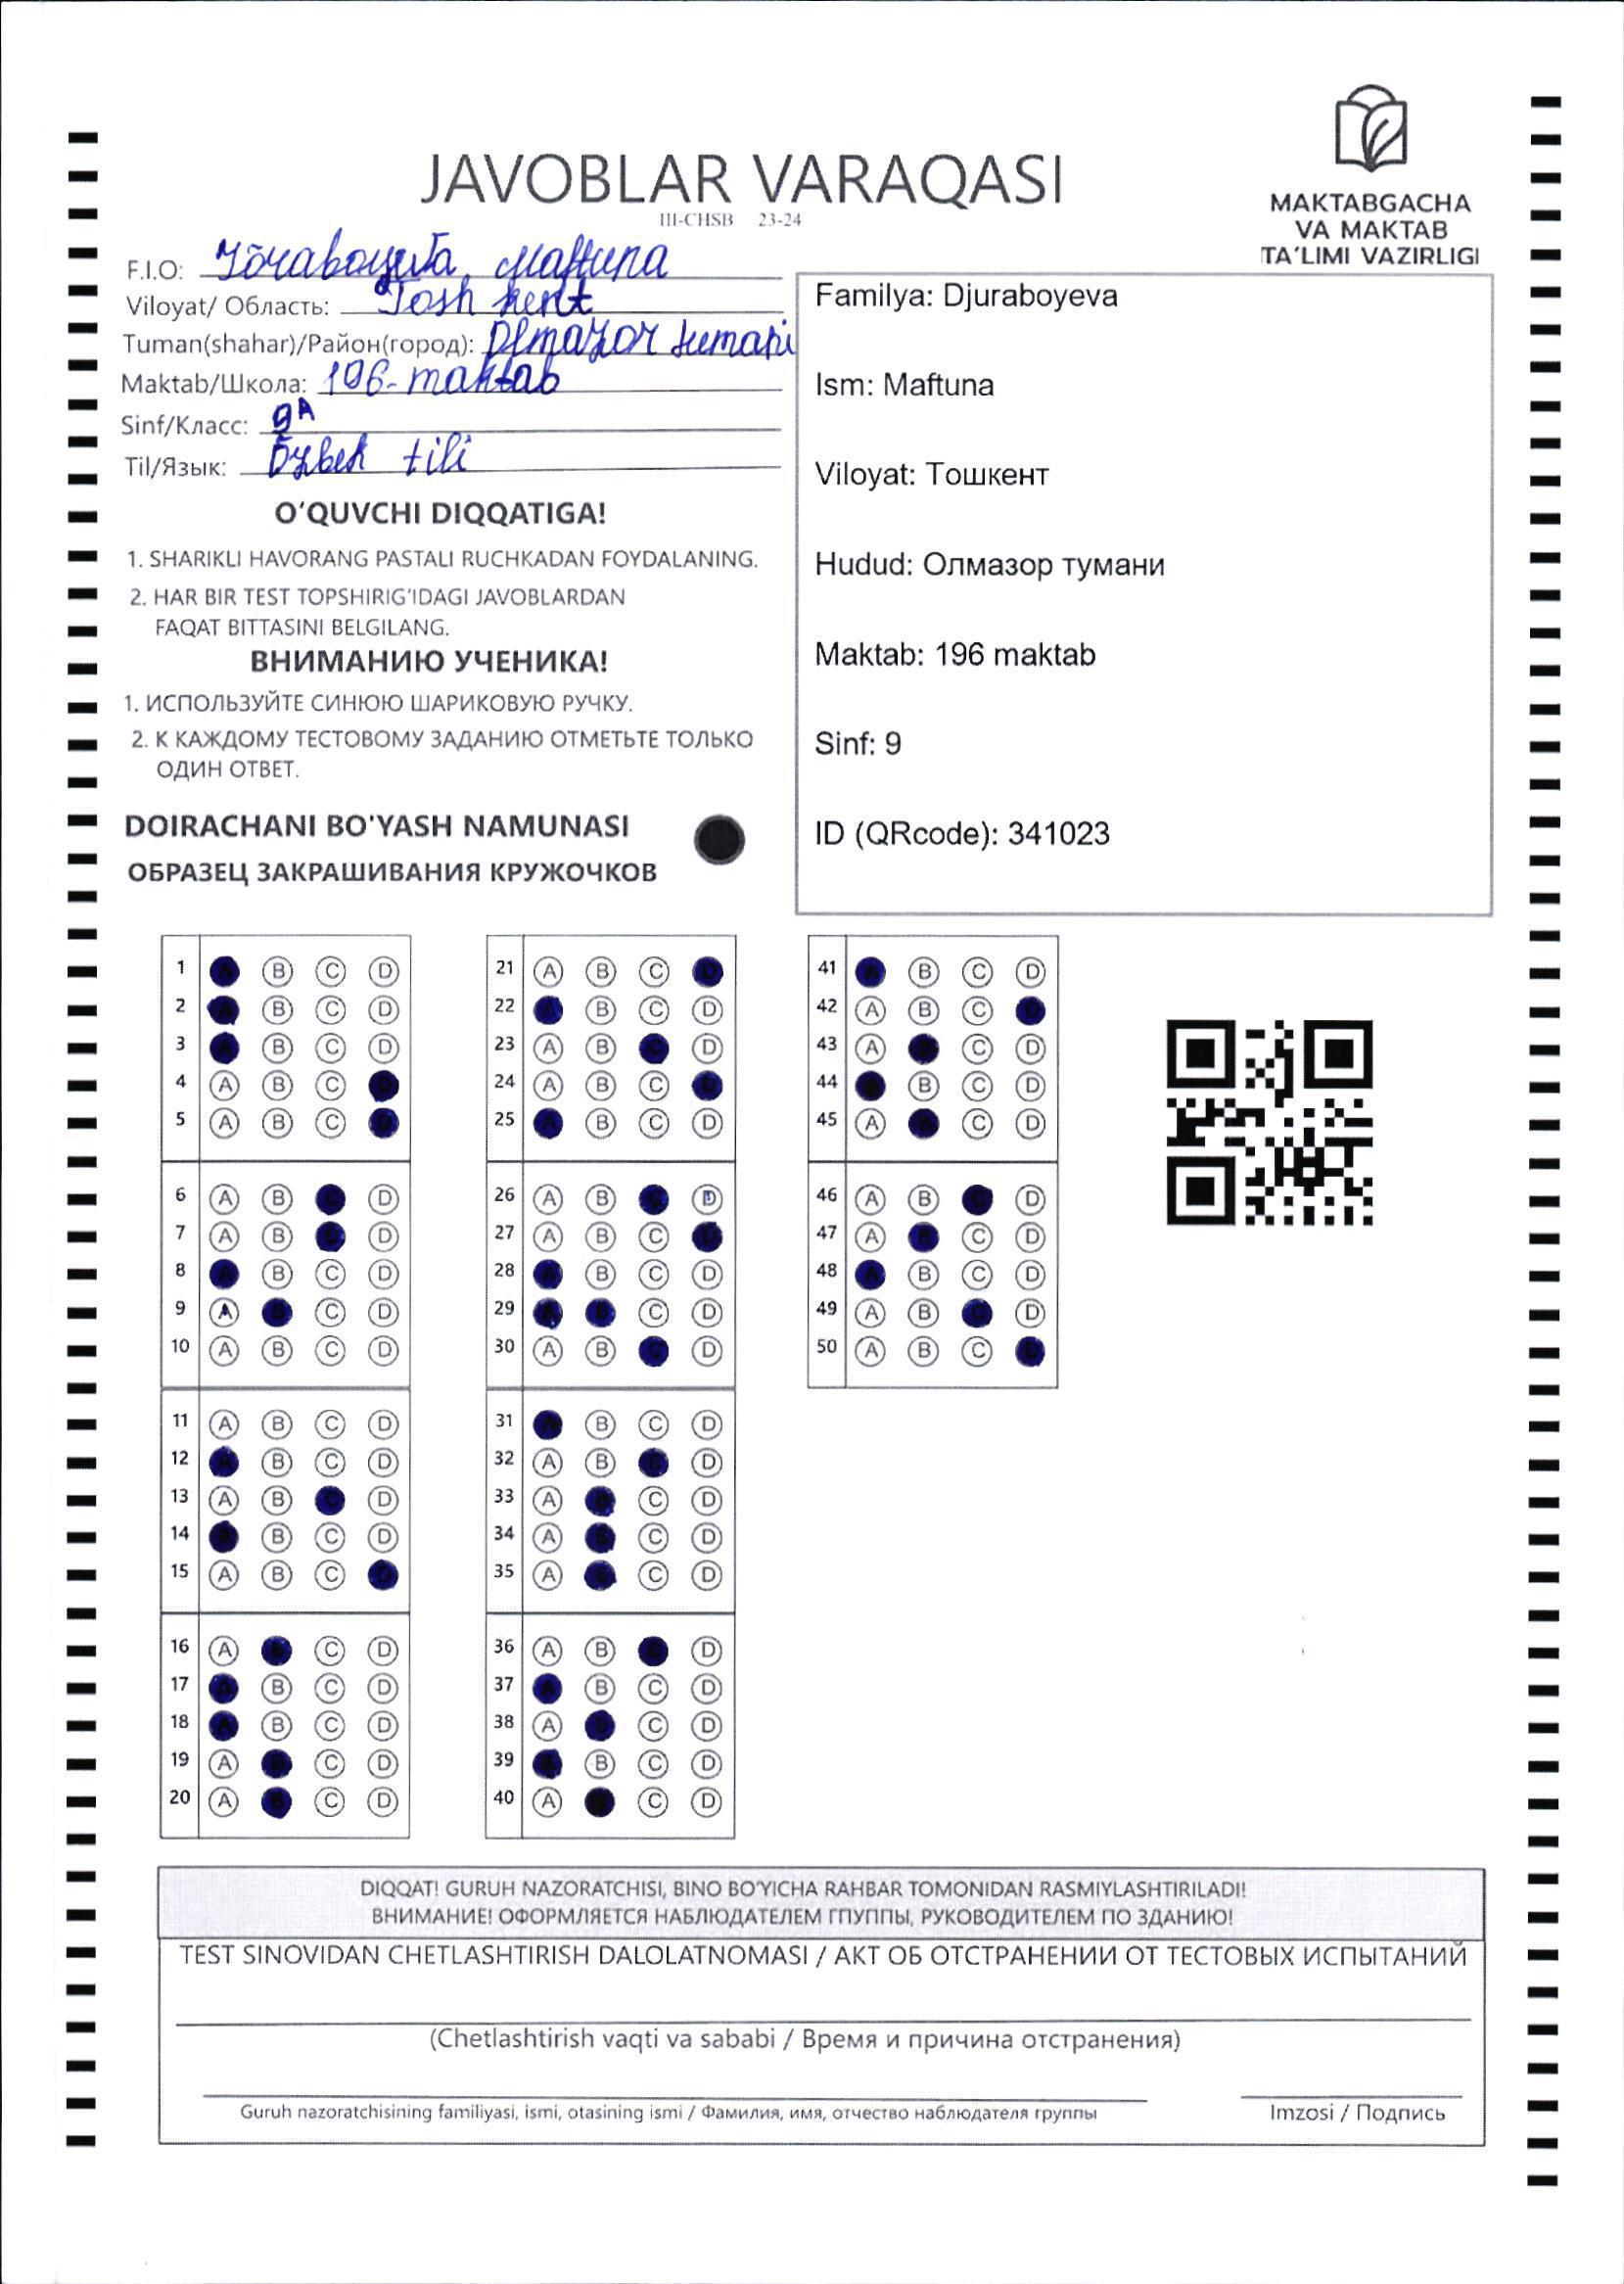 JAVOBLAR VARAQASI
III-CHSB 23-24
MAKTABGACHA
VA MAKTAB
TA'LIMI VAZIRLIGI
F.I.O: Jo'raboyeva Maftuna
Viloyat/ Область: Toshkent
Tuman(shahar)/Район(город): Olmazor tumani
Maktab/Школа: 196-maktab
Sinf/Класс: 9A
Til/Язык: O'zbek tili
Familya: Djuraboyeva
Ism: Maftuna
Viloyat: Тошкент
Hudud: Олмазор тумани
Maktab: 196 maktab
Sinf: 9
ID (QRcode): 341023
O'QUVCHI DIQQATIGA!
1. SHARIKLI HAVORANG PASTALI RUCHKADAN FOYDALANING.
2. HAR BIR TEST TOPSHIRIG'IDAGI JAVOBLARDAN
FAQAT BITTASINI BELGILANG.
ВНИМАНИЮ УЧЕНИКА!
1. ИСПОЛЬЗУЙТЕ СИНЮЮ ШАРИКОВУЮ РУЧКУ.
2. К КАЖДОМУ ТЕСТОВОМУ ЗАДАНИЮ ОТМЕТЬТЕ ТОЛЬКО
ОДИН ОТВЕТ.
DOIRACHANI BO'YASH NAMUNASI
ОБРАЗЕЦ ЗАКРАШИВАНИЯ КРУЖОЧКОВ
1 A B C D
2 A B C D
3 A B C D
4 A B C D
5 A B C D
6 A B C D
7 A B C D
8 A B C D
9 A B C D
10 A B C D
11 A B C D
12 A B C D
13 A B C D
14 A B C D
15 A B C D
16 A B C D
17 A B C D
18 A B C D
19 A B C D
20 A B C D
21 A B C D
22 A B C D
23 A B C D
24 A B C D
25 A B C D
26 A B C D
27 A B C D
28 A B C D
29 A B C D
30 A B C D
31 A B C D
32 A B C D
33 A B C D
34 A B C D
35 A B C D
36 A B C D
37 A B C D
38 A B C D
39 A B C D
40 A B C D
41 A B C D
42 A B C D
43 A B C D
44 A B C D
45 A B C D
46 A B C D
47 A B C D
48 A B C D
49 A B C D
50 A B C D
DIQQAT! GURUH NAZORATCHISI, BINO BO'YICHA RAHBAR TOMONIDAN RASMIYLASHTIRILADI!
ВНИМАНИЕ! ОФОРМЛЯЕТСЯ НАБЛЮДАТЕЛЕМ ГПУППЫ, РУКОВОДИТЕЛЕМ ПО ЗДАНИЮ!
TEST SINOVIDAN CHETLASHTIRISH DALOLATNOMASI / АКТ ОБ ОТСТРАНЕНИИ ОТ ТЕСТОВЫХ ИСПЫТАНИЙ
(Chetlashtirish vaqti va sababi / Время и причина отстранения)
Guruh nazoratchisining familiyasi, ismi, otasining ismi / Фамилия, имя, отчество наблюдателя группы
Imzosi / Подпись